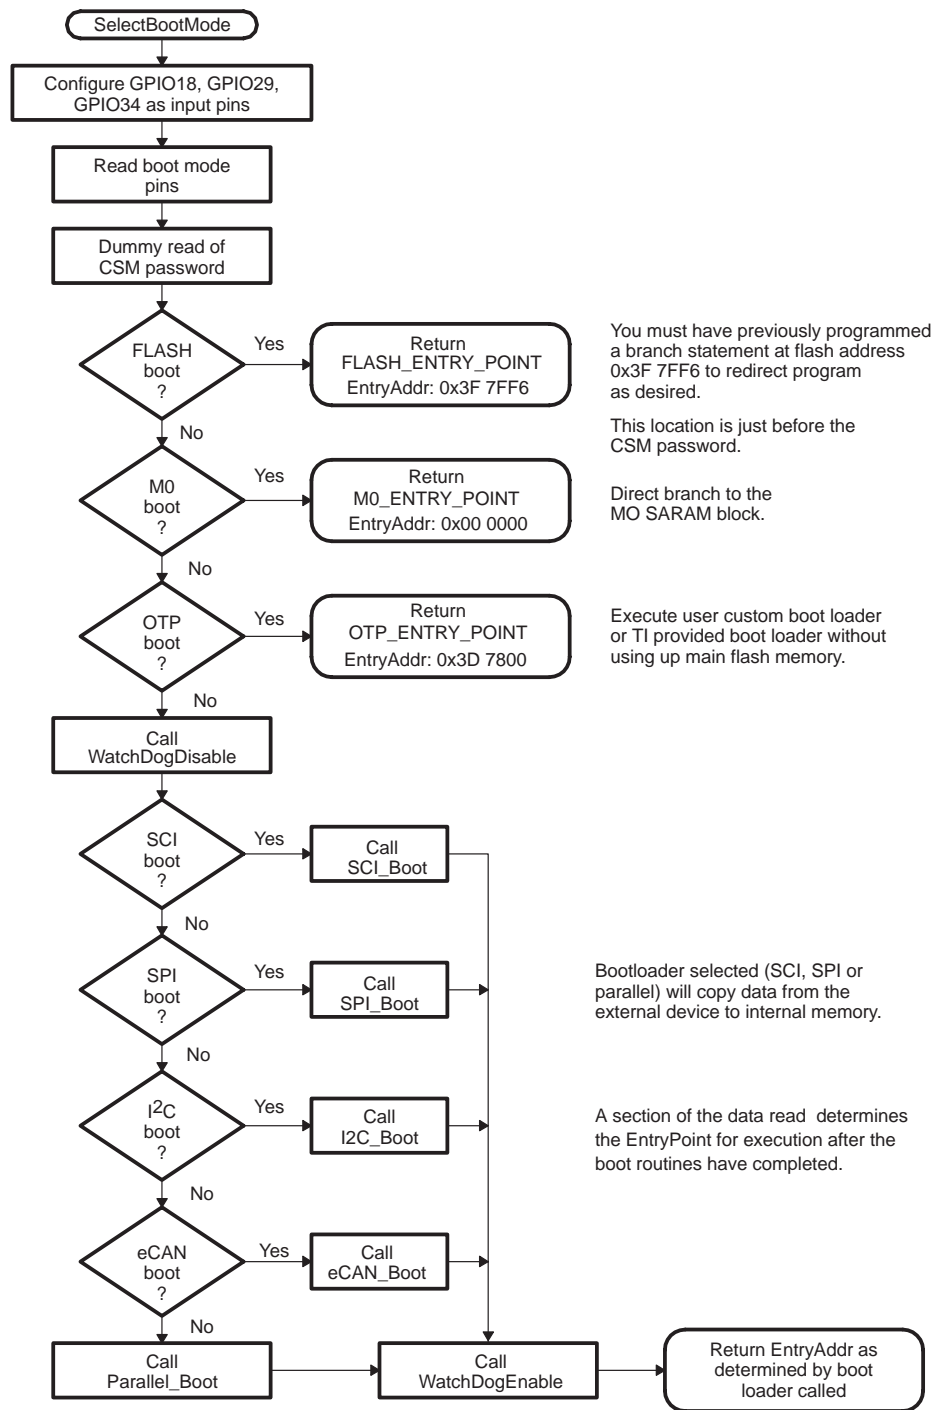 SelectBootMode
Configure GPIO18, GPIO29,
GPIO34 as input pins
Read boot mode
pins
Dummy read of
CSM password
FLASH
boot
?
Yes
Return
FLASH_ENTRY_POINT
EntryAddr: 0x3F 7FF6
You must have previously programmed
a branch statement at flash address
0x3F 7FF6 to redirect program
as desired.
This location is just before the
CSM password.
No
M0
boot
?
Yes
Return
M0_ENTRY_POINT
EntryAddr: 0x00 0000
Direct branch to the
MO SARAM block.
No
OTP
boot
?
Yes
Return
OTP_ENTRY_POINT
EntryAddr: 0x3D 7800
Execute user custom boot loader
or TI provided boot loader without
using up main flash memory.
No
Call
WatchDogDisable
SCI
boot
?
Yes
Call
SCI_Boot
No
SPI
boot
?
Yes
Call
SPI_Boot
Bootloader selected (SCI, SPI or
parallel) will copy data from the
external device to internal memory.
No
I2C
boot
?
Yes
Call
I2C_Boot
A section of the data read determines
the EntryPoint for execution after the
boot routines have completed.
No
eCAN
boot
?
Yes
Call
eCAN_Boot
No
Call
Parallel_Boot
Call
WatchDogEnable
Return EntryAddr as
determined by boot
loader called